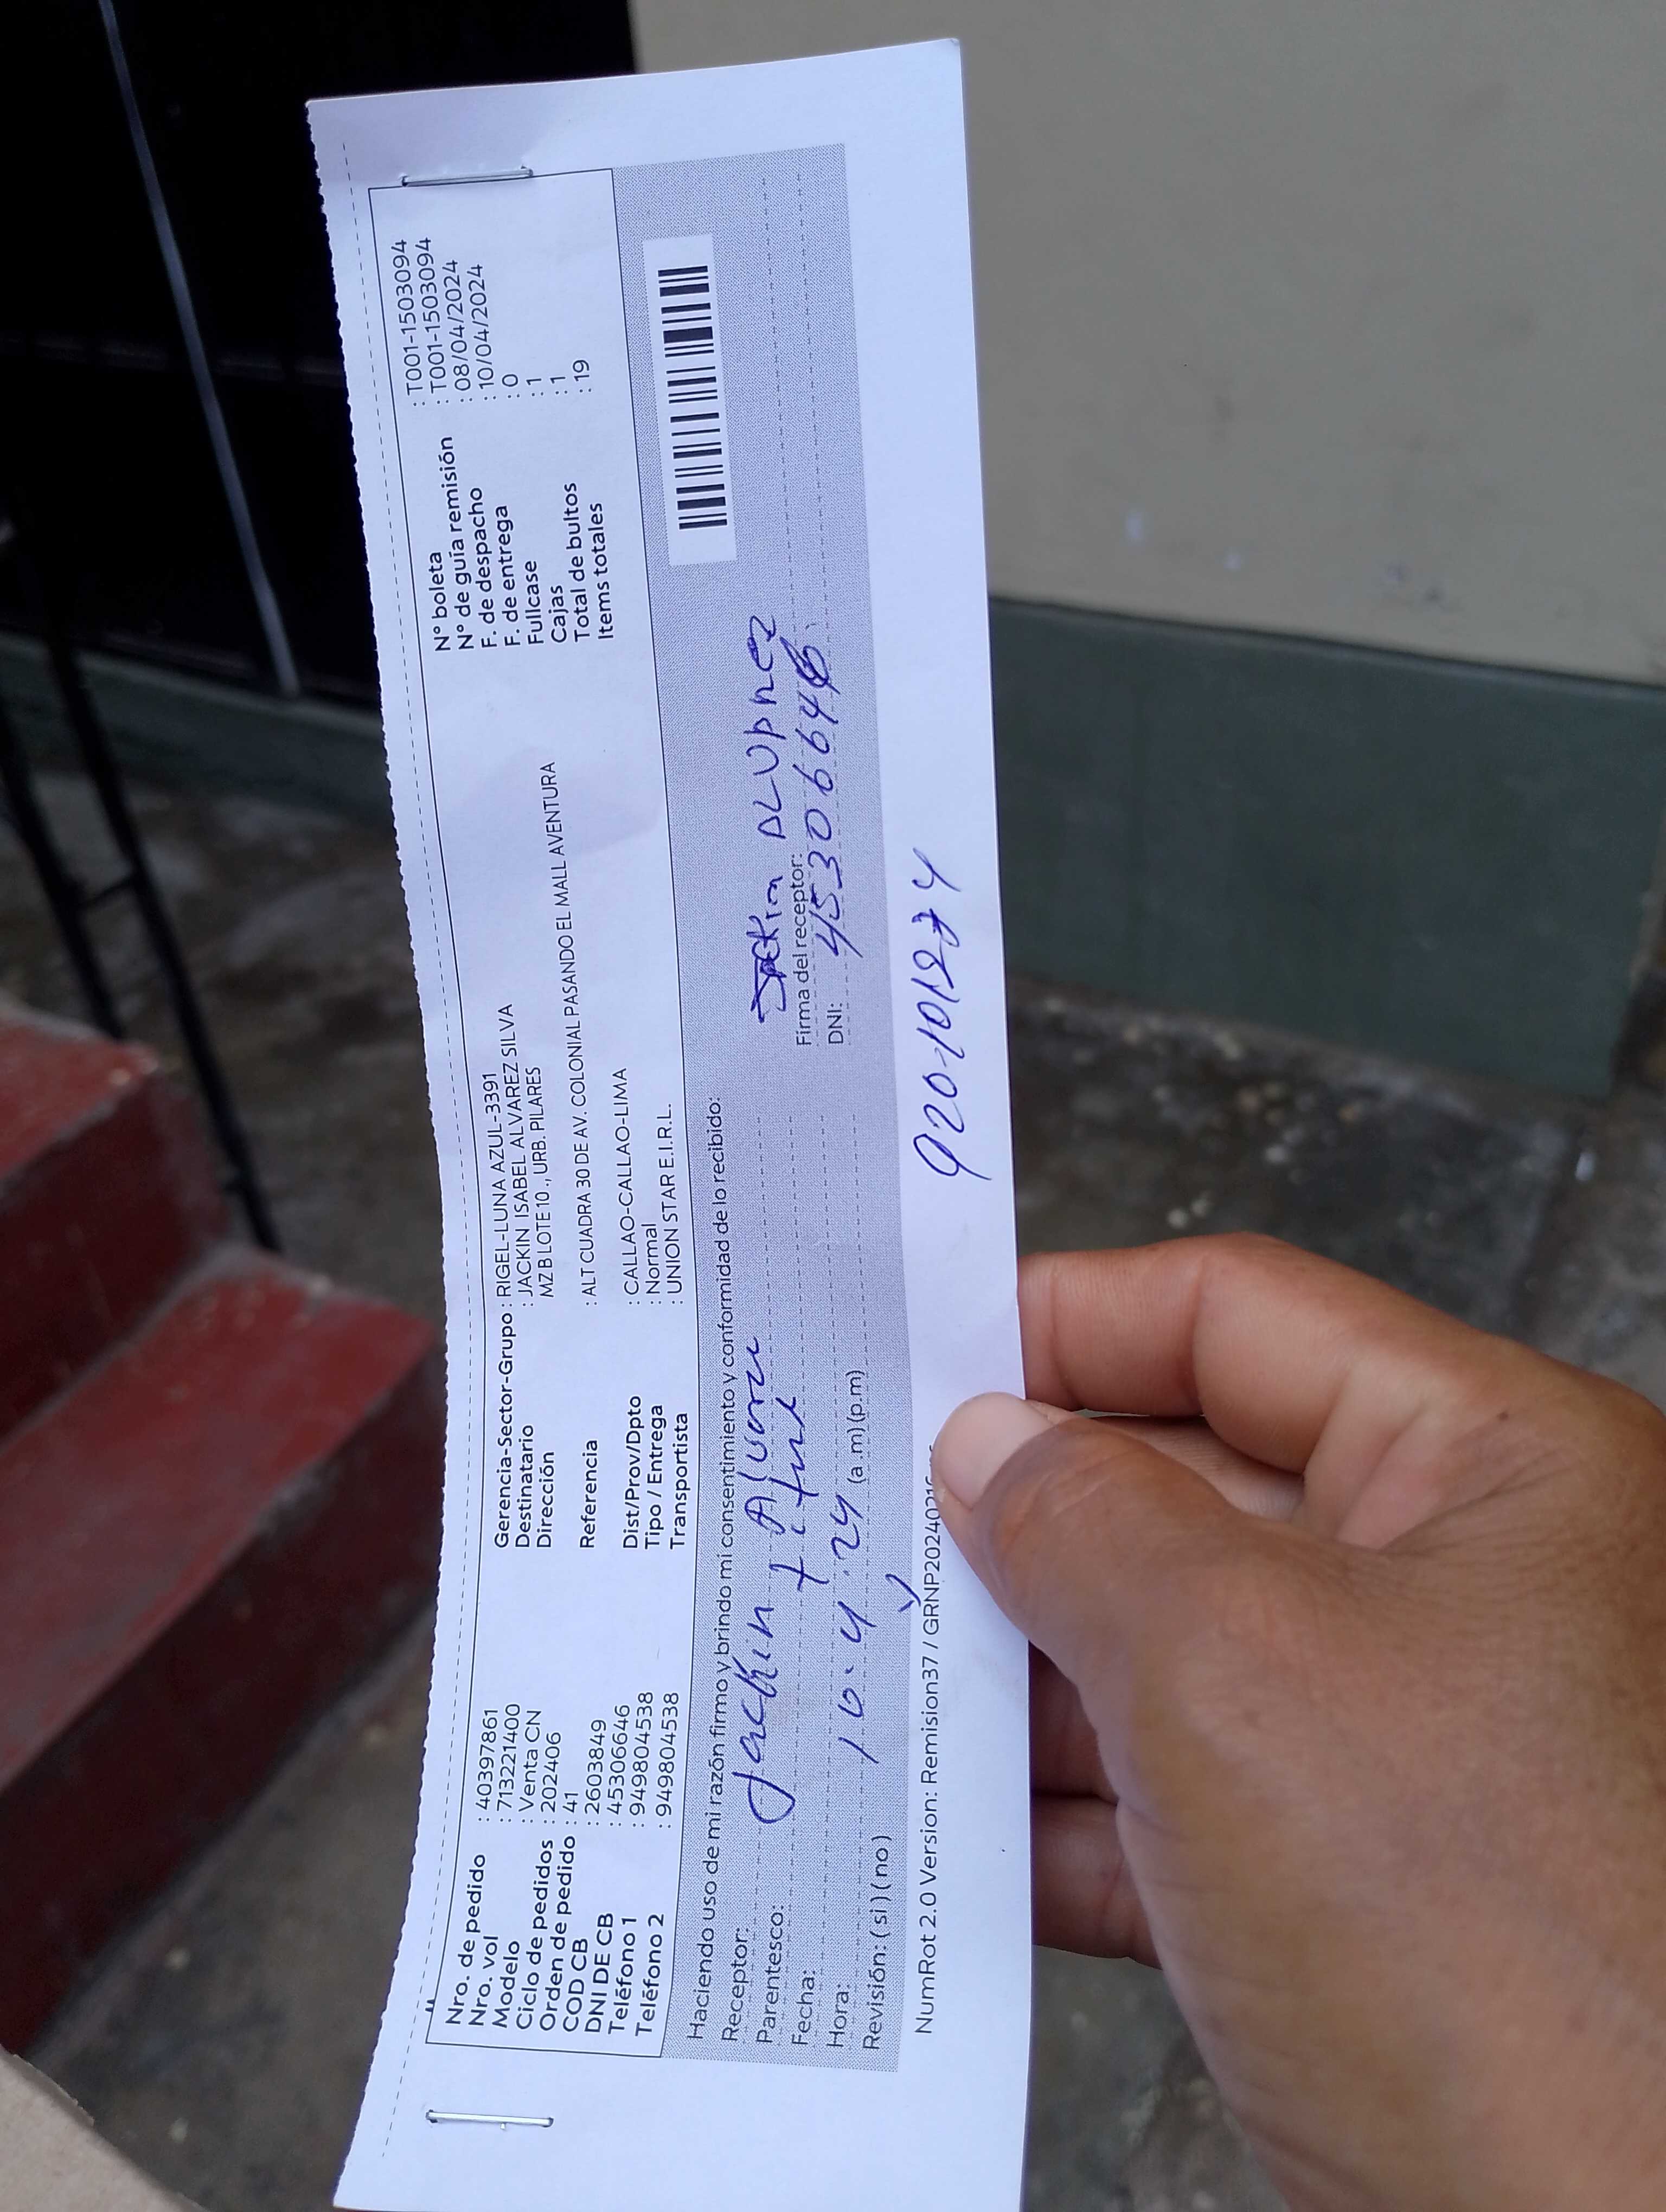 Nro. de pedido : 40397861
Nro. vol : 713221400
Modelo : Venta CN
Ciclo de pedidos : 202406
Orden de pedido : 41
COD CB : 2603849
DNI DE CB : 45306646
Teléfono 1 : 949804538
Teléfono 2 : 949804538
Gerencia-Sector-Grupo : RIGEL-LUNA AZUL-3391
Destinatario : JACKIN ISABEL ALVAREZ SILVA
Dirección MZ B LOTE 10 ., URB. PILARES
Referencia : ALT CUADRA 30 DE AV. COLONIAL PASANDO EL MALL AVENTURA
Dist/Prov/Dpto : CALLAO-CALLAO-LIMA
Tipo / Entrega : Normal
Transportista : UNION STAR E.I.R.L.
N° boleta : T001-1503094
N° de guía remisión : T001-1503094
F. de despacho : 08/04/2024
F. de entrega : 10/04/2024
Fullcase : 0
Cajas : 1
Total de bultos : 1
Items totales : 19
Haciendo uso de mi razón firmo y brindo mi consentimiento y conformidad de lo recibido:
Receptor: Jackin Alvarez
Parentesco:
Fecha: 10.4.24
Hora: (a.m) (p.m)
Revisión: ( si ) ( no )
Firma del receptor:
DNI: 45306646
NumRot 2.0 Version: Remision37 / GRNP2024021